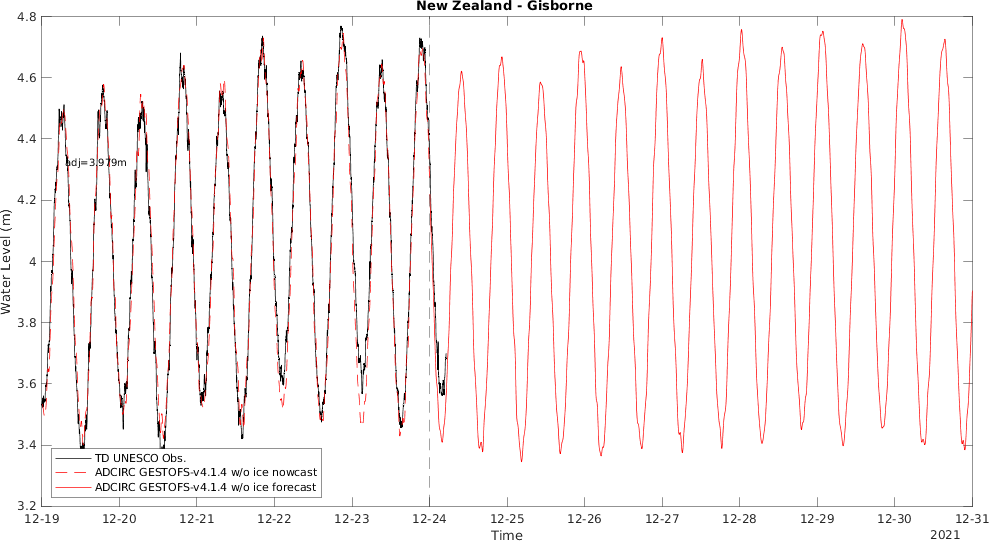 New Zealand - Gisborne
Water Level (m)
4.8
4.6
4.4
4.2
4
3.8
3.6
3.4
3.2
adj=3.979m
TD UNESCO Obs.
ADCIRC GESTOFS-v4.1.4 w/o ice nowcast
ADCIRC GESTOFS-v4.1.4 w/o ice forecast
12-19 12-20 12-21 12-22 12-23 12-24 12-25 12-26 12-27 12-28 12-29 12-30 12-31
Time
2021